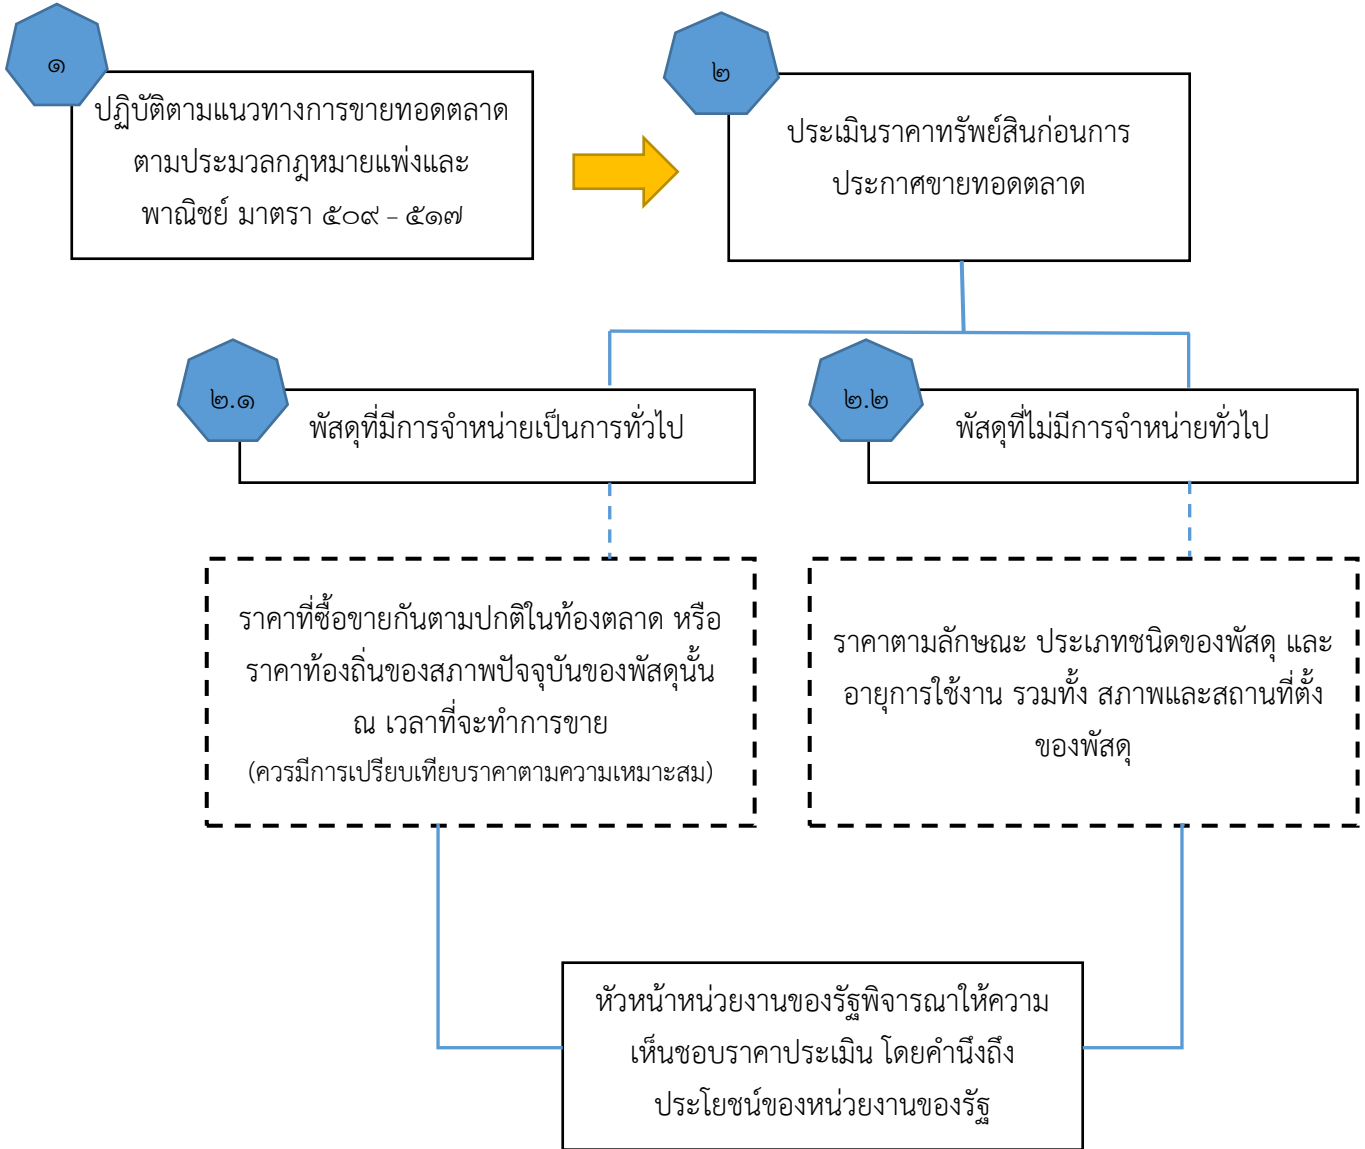 ๑
ปฏิบัติตามแนวทางการขายทอดตลาด
ตามประมวลกฎหมายแพ่งและ
พาณิชย์ มาตรา ๕๐๙ - ๕๑๗
๒
ประเมินราคาทรัพย์สินก่อนการ
ประกาศขายทอดตลาด
๒.๑
พัสดุที่มีการจำหน่ายเป็นการทั่วไป
๒.๒
พัสดุที่ไม่มีการจำหน่ายทั่วไป
ราคาที่ซื้อขายกันตามปกติในท้องตลาด หรือ
ราคาท้องถิ่นของสภาพปัจจุบันของพัสดุนั้น
ณ เวลาที่จะทำการขาย
(ควรมีการเปรียบเทียบราคาตามความเหมาะสม)
ราคาตามลักษณะ ประเภทชนิดของพัสดุ และ
อายุการใช้งาน รวมทั้ง สภาพและสถานที่ตั้ง
ของพัสดุ
หัวหน้าหน่วยงานของรัฐพิจารณาให้ความ
เห็นชอบราคาประเมิน โดยคำนึงถึง
ประโยชน์ของหน่วยงานของรัฐ